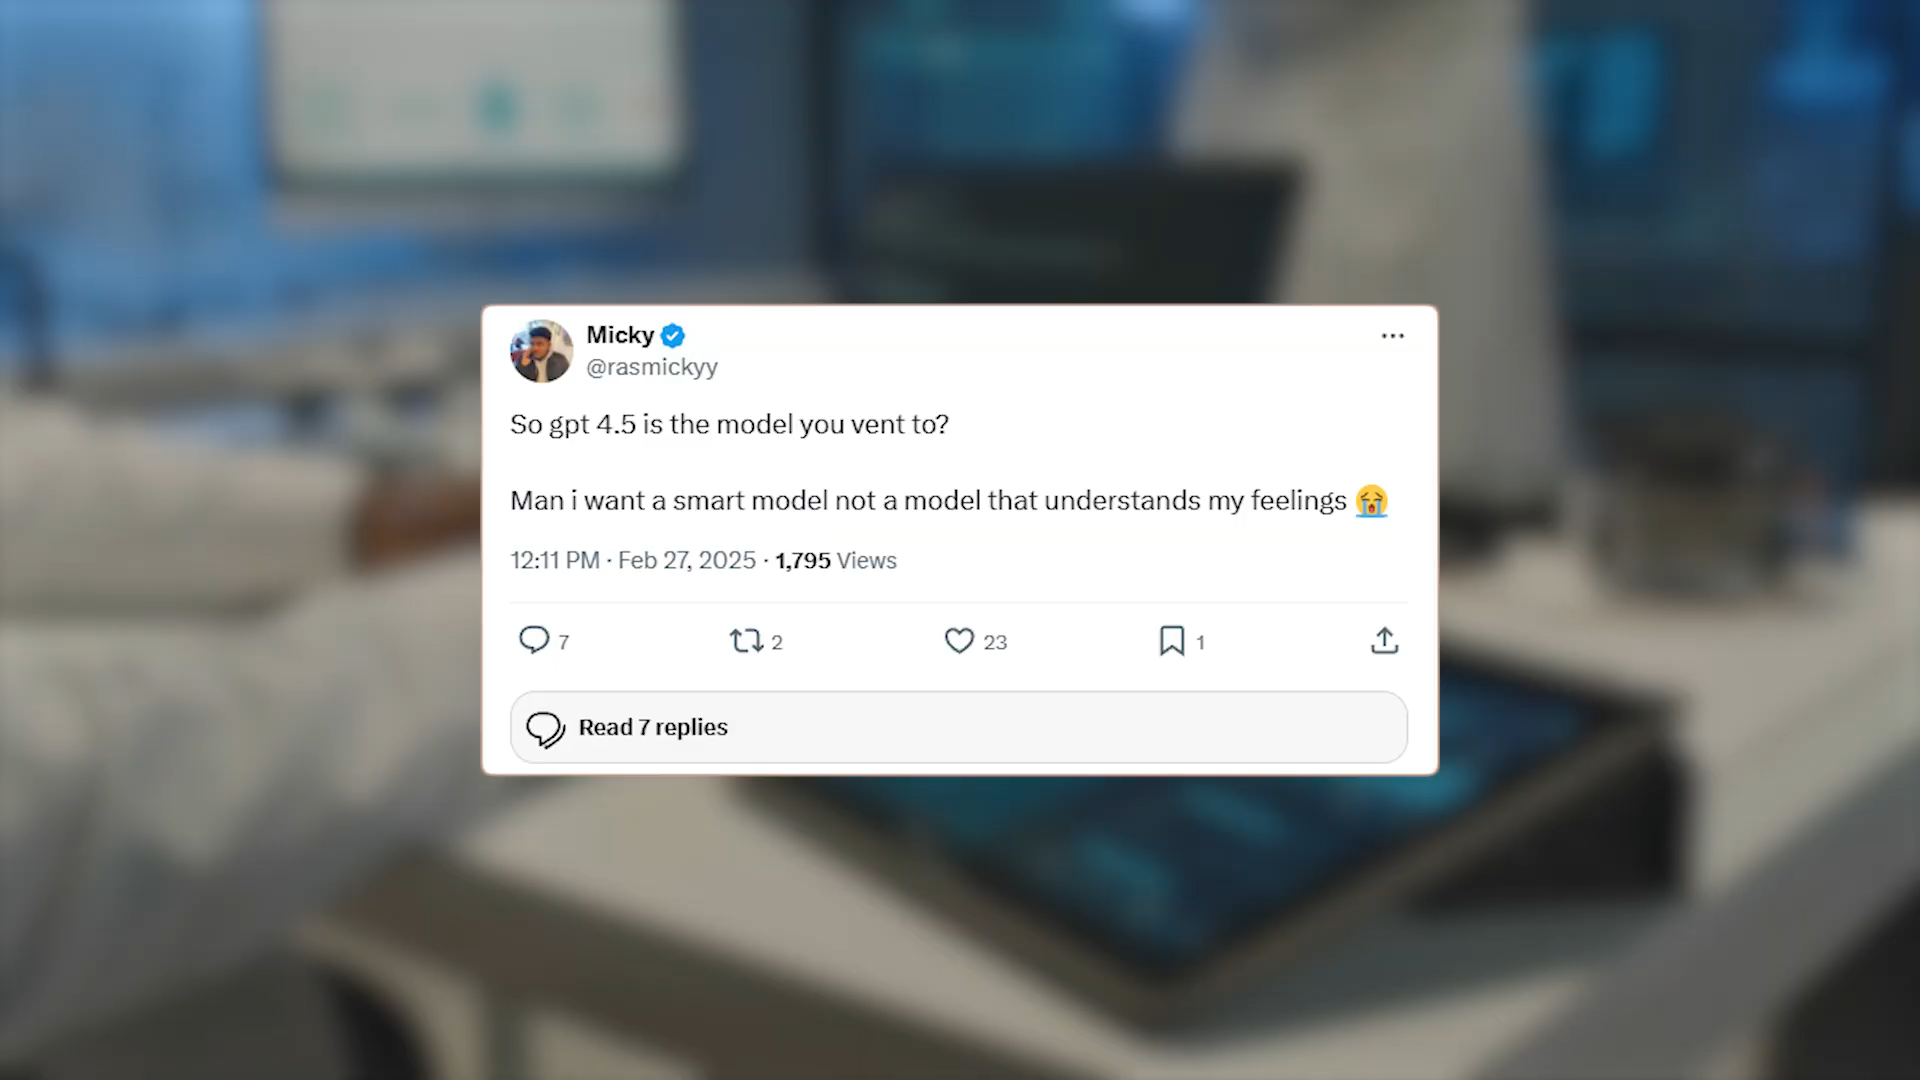 Micky
@rasmickyy
So gpt 4.5 is the model you vent to?
Man i want a smart model not a model that understands my feelings 😭
12:11 PM · Feb 27, 2025 · 1,795 Views
7 2 23 1
Read 7 replies